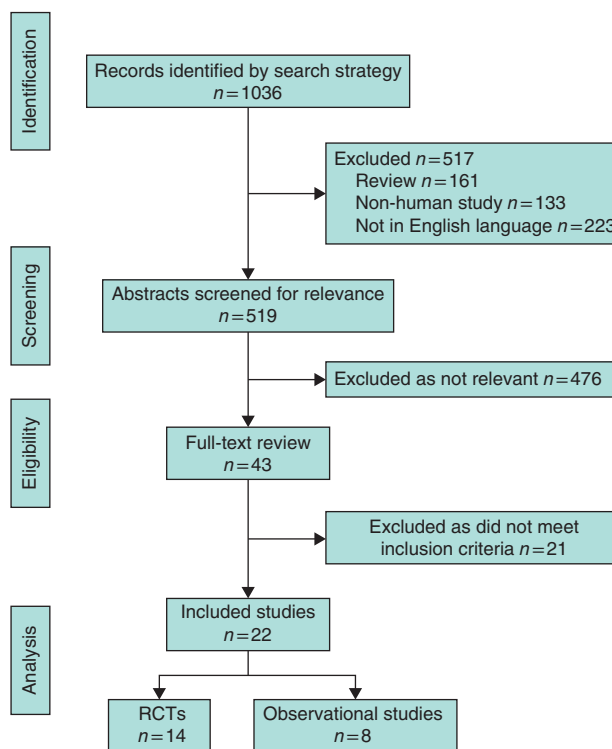 Identification
Records identified by search strategy
n=1036
Excluded n=517
Review n=161
Non-human study n=133
Not in English language n=223
Screening
Abstracts screened for relevance
n=519
Excluded as not relevant n=476
Eligibility
Full-text review
n=43
Excluded as did not meet
inclusion criteria n=21
Analysis
Included studies
n=22
RCTs
n=14
Observational studies
n=8